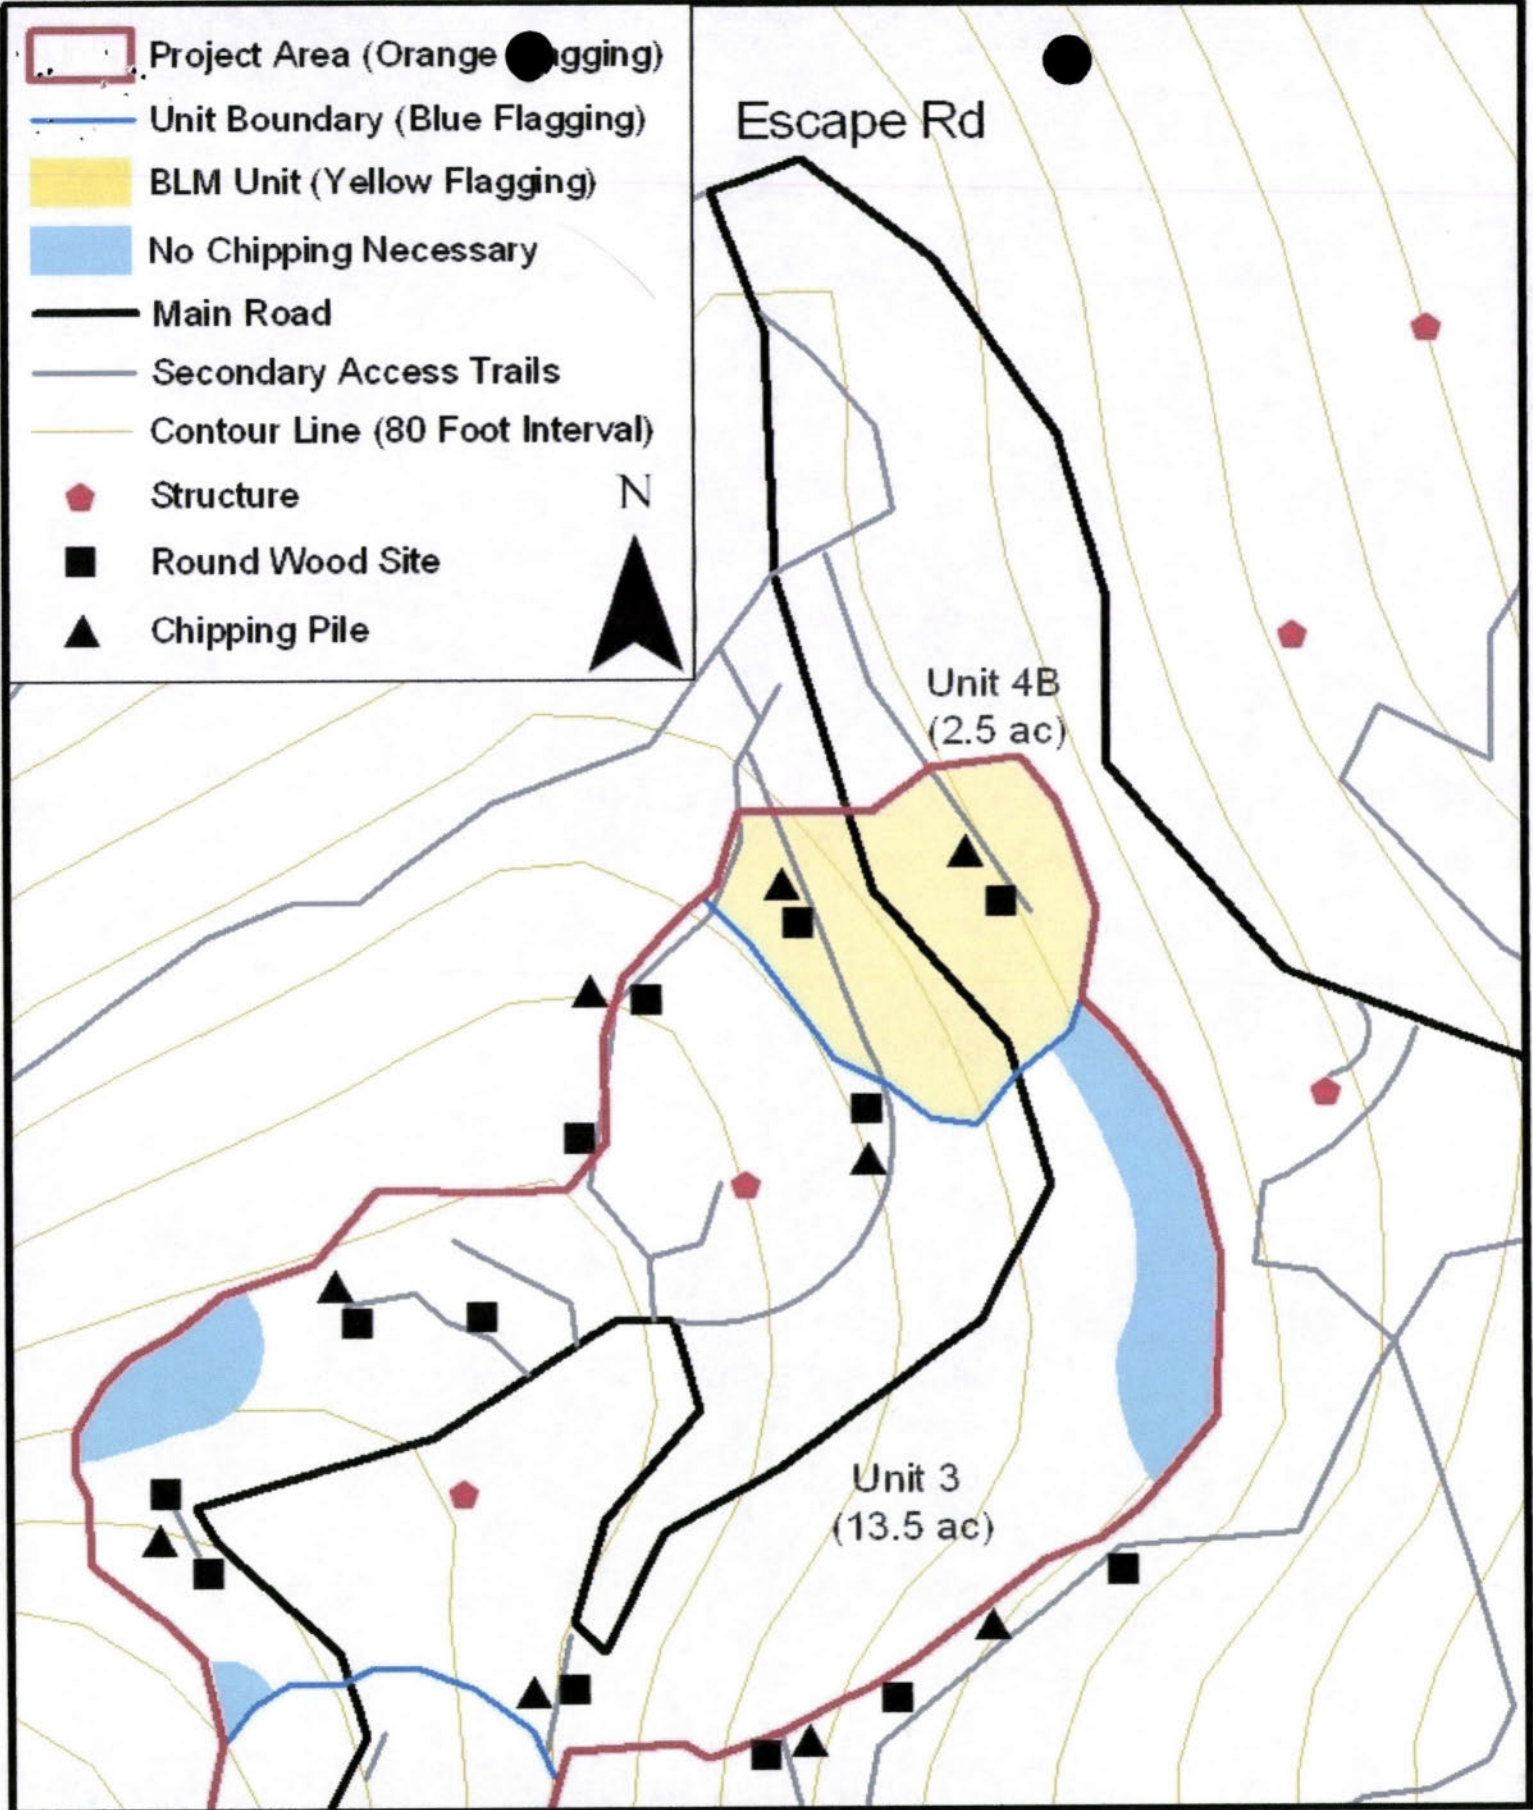 Project Area (Orange agging)
Unit Boundary (Blue Flagging)
BLM Unit (Yellow Flagging)
No Chipping Necessary
Main Road
Secondary Access Trails
Contour Line (80 Foot Interval)
Structure
N
Round Wood Site
Chipping Pile
Escape Rd
Unit 4B
(2.5 ac)
Unit 3
(13.5 ac)